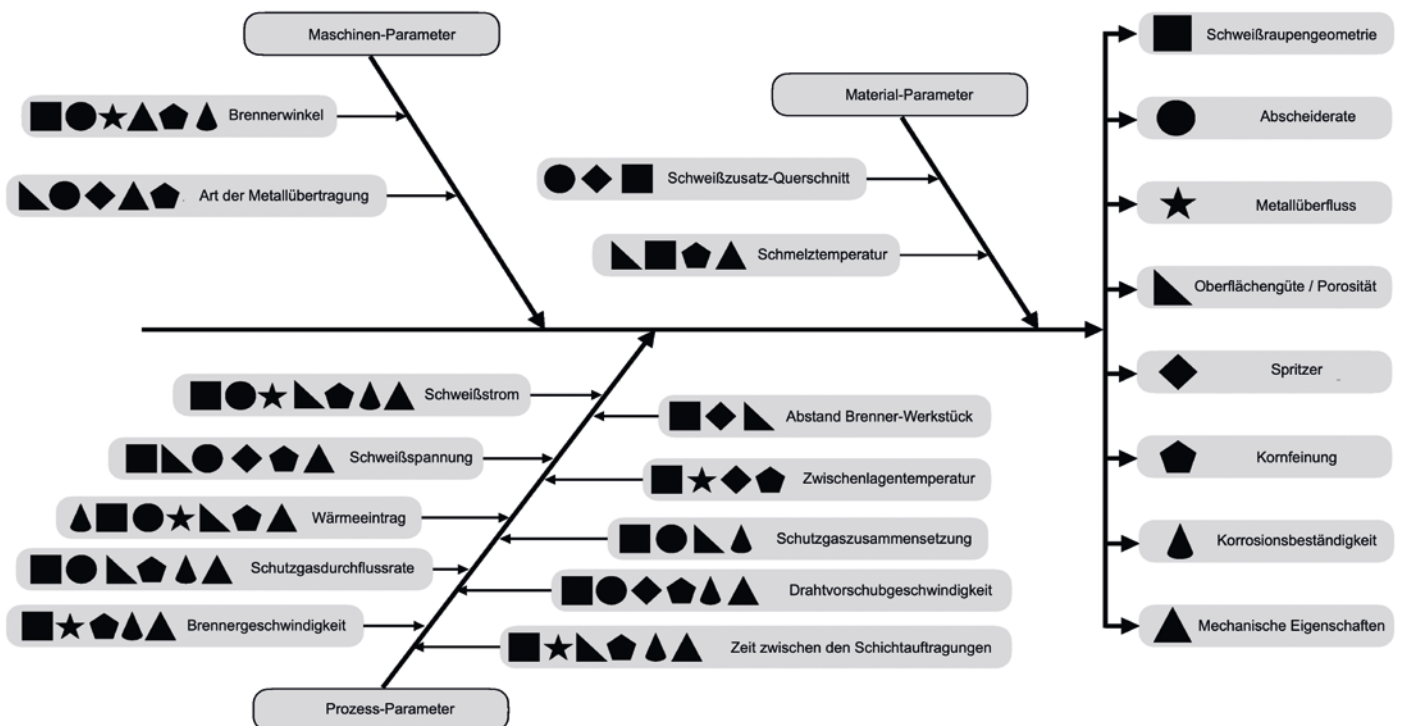 Maschinen-Parameter
Brennerwinkel
Art der Metallübertragung
Material-Parameter
Schweißzusatz-Querschnitt
Schmelztemperatur
Schweißstrom
Schweißspannung
Wärmeeintrag
Schutzgasdurchflussrate
Brennergeschwindigkeit
Abstand Brenner-Werkstück
Zwischenlagentemperatur
Schutzgaszusammensetzung
Drahtvorschubgeschwindigkeit
Zeit zwischen den Schichtauftragungen
Prozess-Parameter
Schweißraupengeometrie
Abscheiderate
Metallüberfluss
Oberflächengüte / Porosität
Spritzer
Kornfeinung
Korrosionsbeständigkeit
Mechanische Eigenschaften